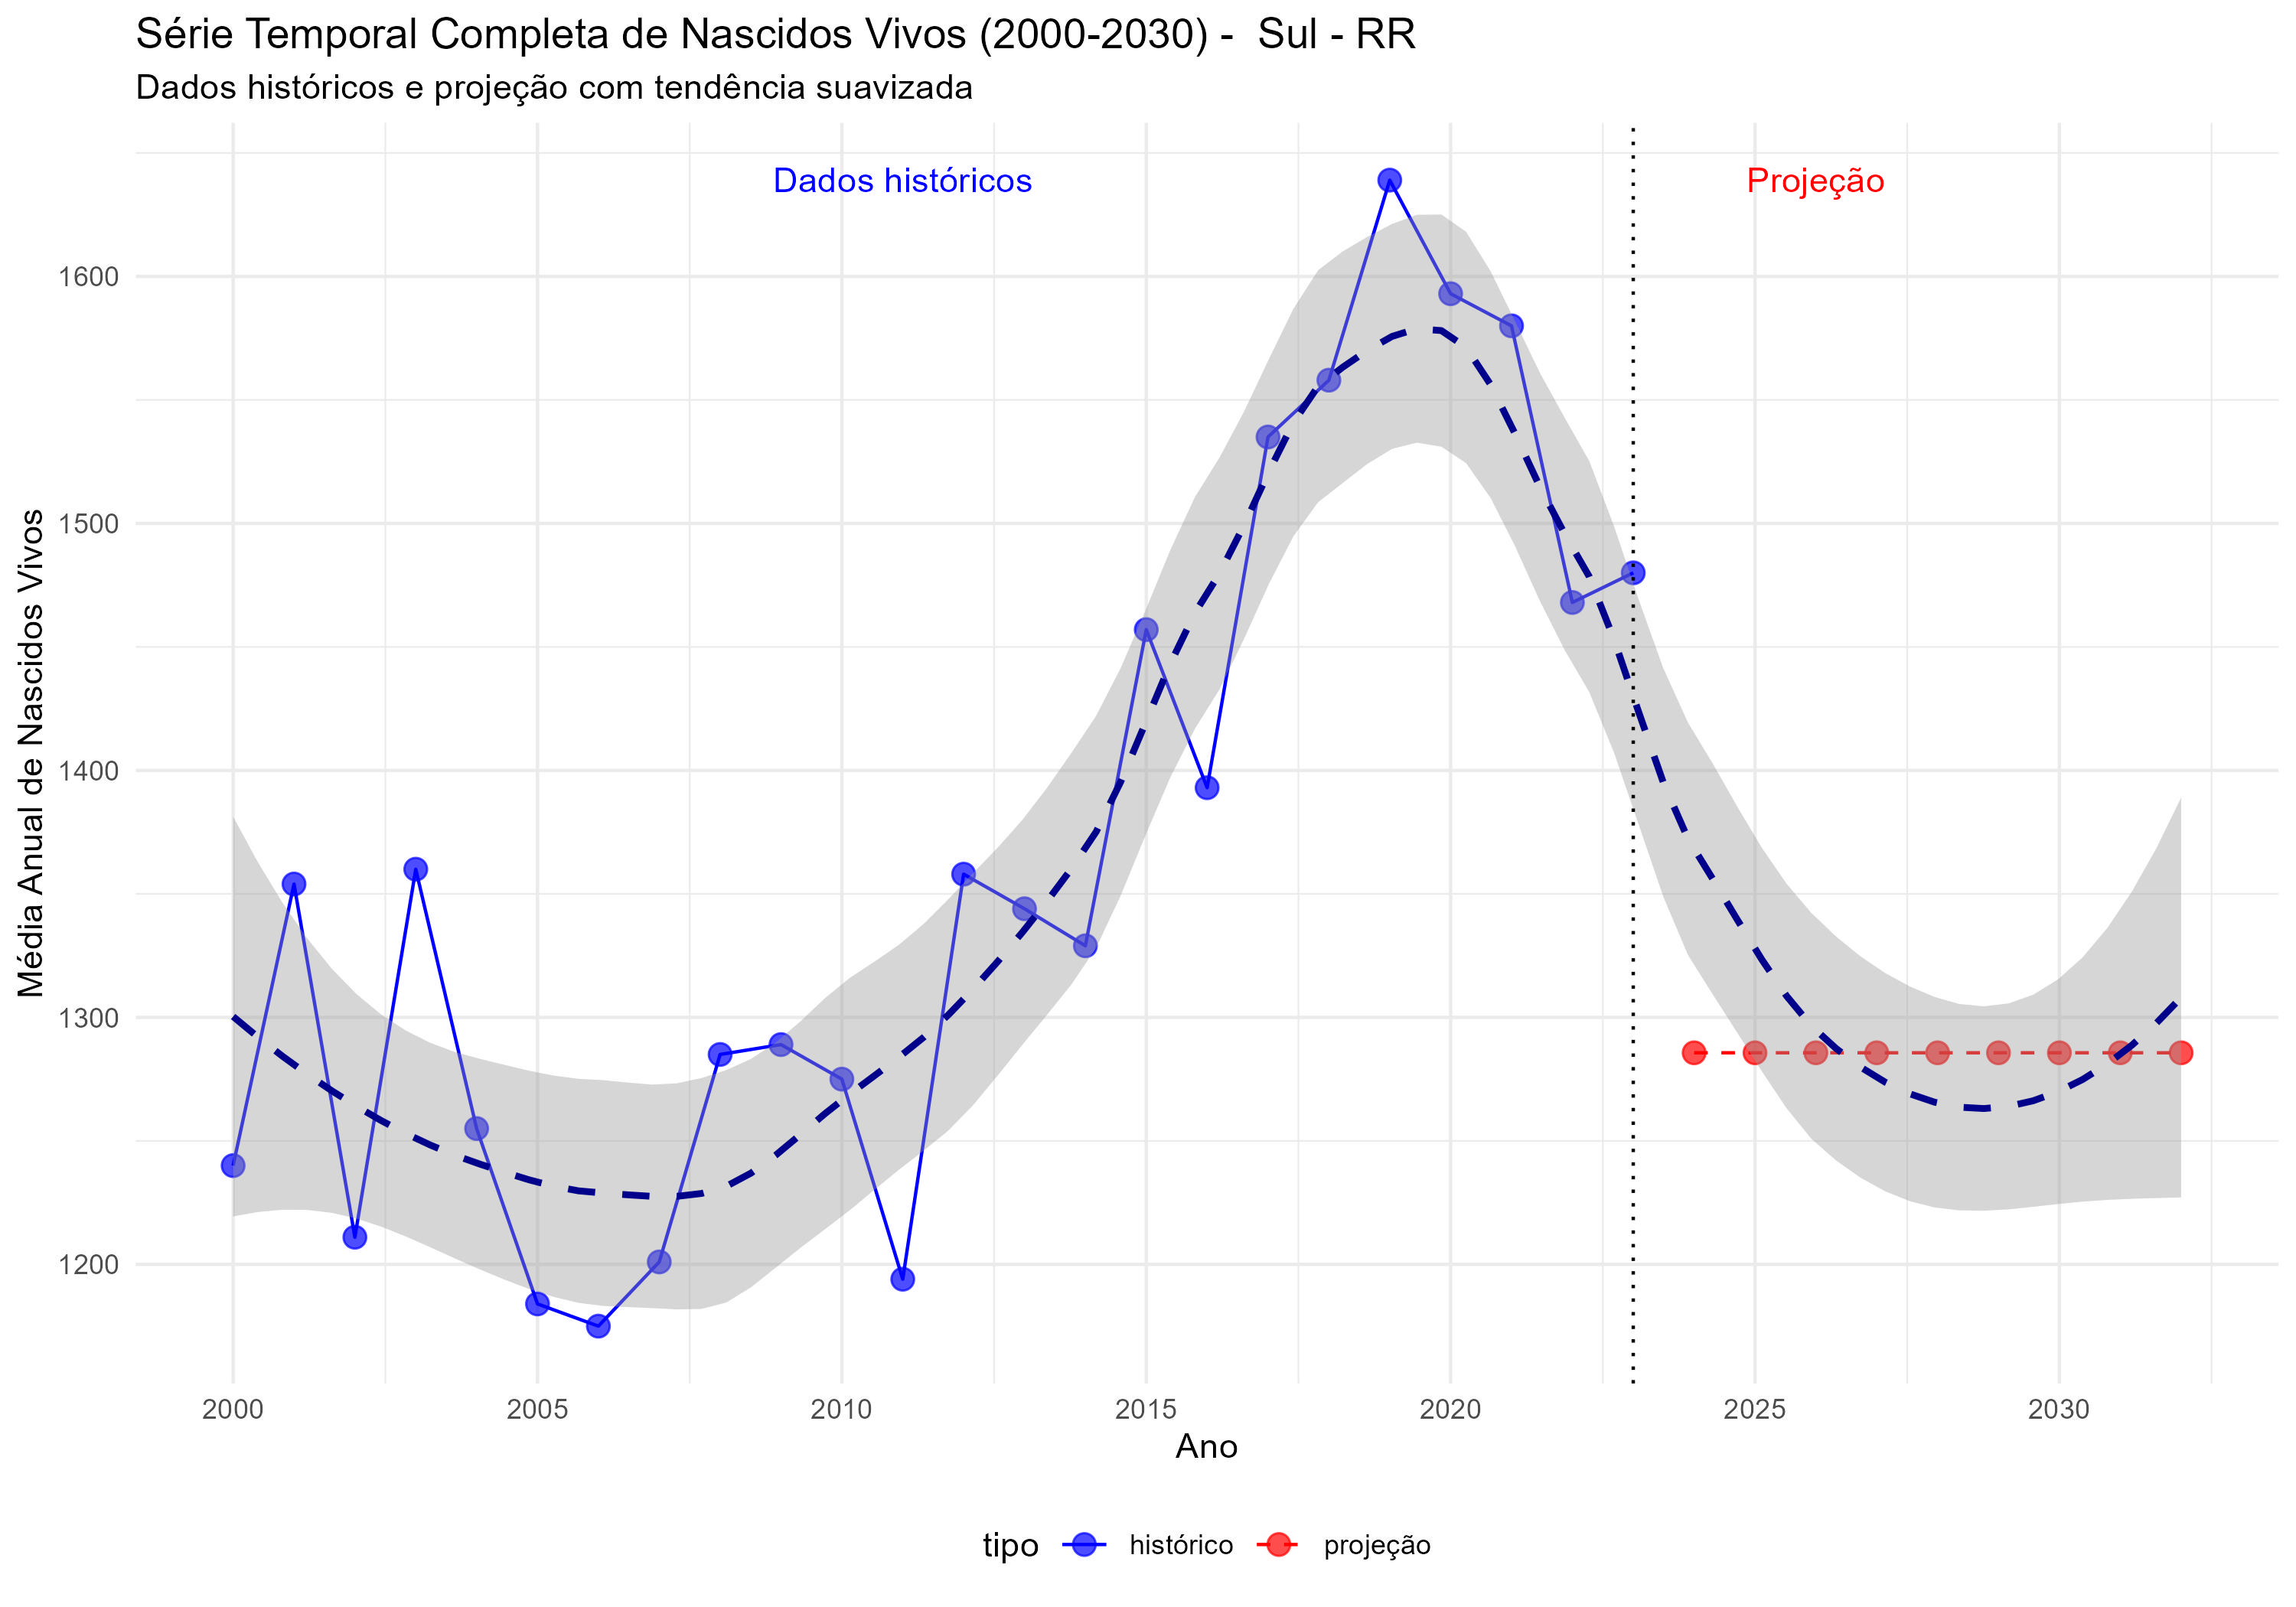 Série Temporal Completa de Nascidos Vivos (2000-2030) -  Sul - RR
Dados históricos e projeção com tendência suavizada
Dados históricos
Projeção
Média Anual de Nascidos Vivos
1600
1500
1400
1300
1200
2000
2005
2010
2015
2020
2025
2030
Ano
tipo
histórico
projeção